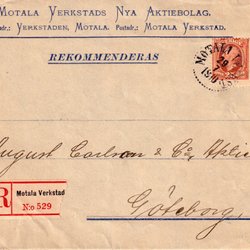 Motala Verkstads Nya Aktiebolag.
adr.: Verkstaden, Motala. Postadr.: Motala Verkstad.
REKOMMENDERAS
MOTALA
August Carlson & Co, Aktie
R Motala Verkstad
No 529
Göteborg